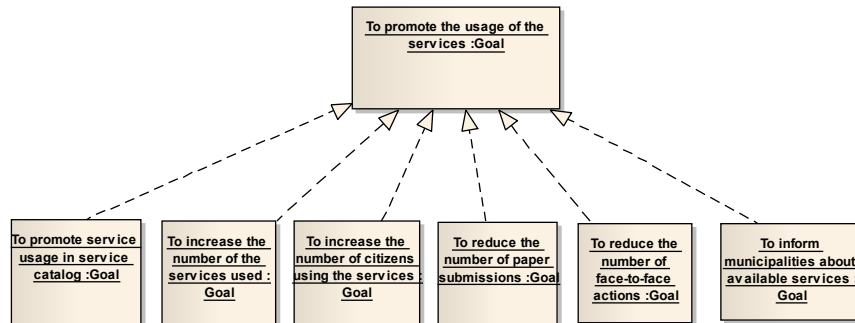 To promote the usage of the
services :Goal
To promote service
usage in service
catalog :Goal
To increase the
number of the
services used :
Goal
To increase the
number of citizens
using the services :
Goal
To reduce the
number of paper
submissions :Goal
To reduce the
number of
face-to-face
actions :Goal
To inform
municipalities about
available services :
Goal